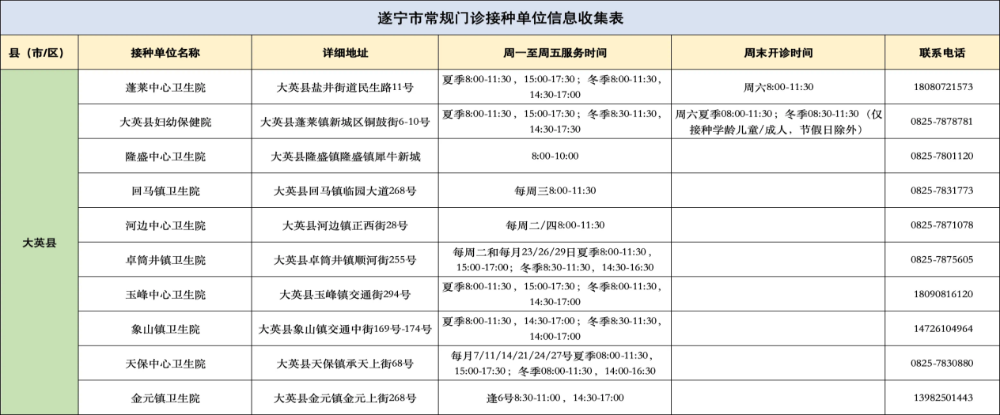 遂宁市常规门诊接种单位信息收集表
县（市/区） 接种单位名称 详细地址 周一至周五服务时间 周末开诊时间 联系电话
大英县
蓬莱中心卫生院 大英县盐井街道民生路11号 夏季8:00-11:30，15:00-17:30；冬季8:00-11:30，
14:30-17:00
周六8:00-11:30 18080721573
大英县妇幼保健院 大英县蓬莱镇新城区铜鼓街6-10号 夏季8:00-11:30，15:00-17:30；冬季8:30-11:30，
14:30-17:30
周六夏季08:00-11:30；冬季08:30-11:30（仅
接种学龄儿童/成人，节假日除外）
0825-7878781
隆盛中心卫生院 大英县隆盛镇隆盛镇犀牛新城 8:00-10:00 0825-7801120
回马镇卫生院 大英县回马镇临园大道268号 每周三8:00-11:30 0825-7831773
河边中心卫生院 大英县河边镇正西街28号 每周二/四8:00-11:30 0825-7871078
卓筒井镇卫生院 大英县卓筒井镇顺河街255号 每周二和每月23/26/29日夏季8:00-11:30，
15:00-17:00；冬季8:30-11:30，14:30-16:30
0825-7875605
玉峰中心卫生院 大英县玉峰镇交通街294号 夏季8:00-11:30，15:00-17:30；冬季8:00-11:30，
14:30-17:00
18090816120
象山镇卫生院 大英县象山镇交通中街169号-174号 夏季8:00-11:30，14:30-17:00；冬季8:30-11:30，
14:00-17:00
14726104964
天保中心卫生院 大英县天保镇承天上街68号 每月7/11/14/21/24/27号夏季08:00-11:30，
15:00-17:30；冬季08:00-11:30，14:00-16:30
0825-7830880
金元镇卫生院 大英县金元镇金元上街268号 逢6号8:30-11:00，14:30-17:00 13982501443